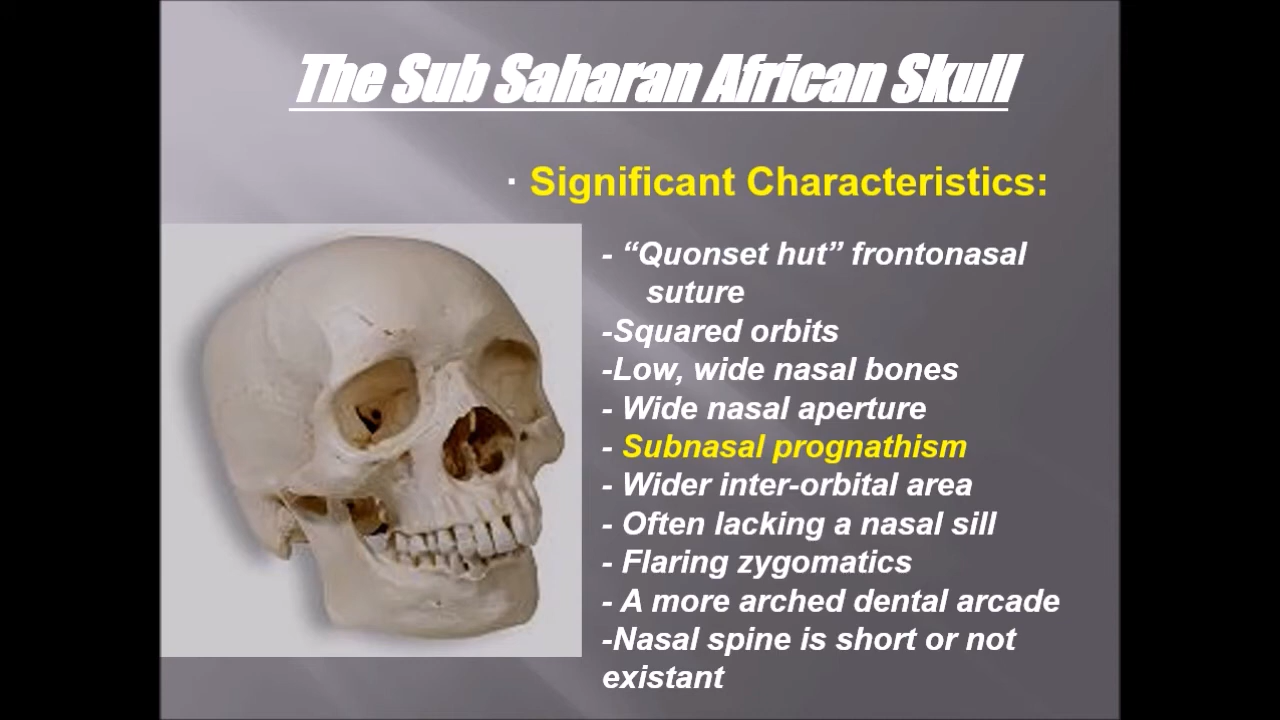 The Sub Saharan African Skull
· Significant Characteristics:
- “Quonset hut” frontonasal
suture
-Squared orbits
-Low, wide nasal bones
- Wide nasal aperture
- Subnasal prognathism
- Wider inter-orbital area
- Often lacking a nasal sill
- Flaring zygomatics
- A more arched dental arcade
-Nasal spine is short or not
existant